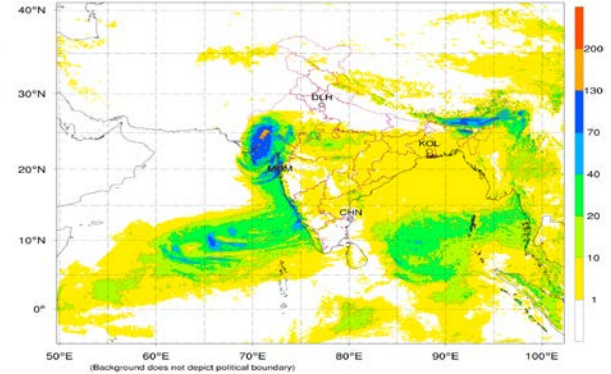 40°N
30°N
20°N
10°N
0°
DLH
MUM
KOL
CHN
200
130
70
40
20
10
1
50°E 60°E 70°E 80°E 90°E 100°E
(Background does not depict political boundary)